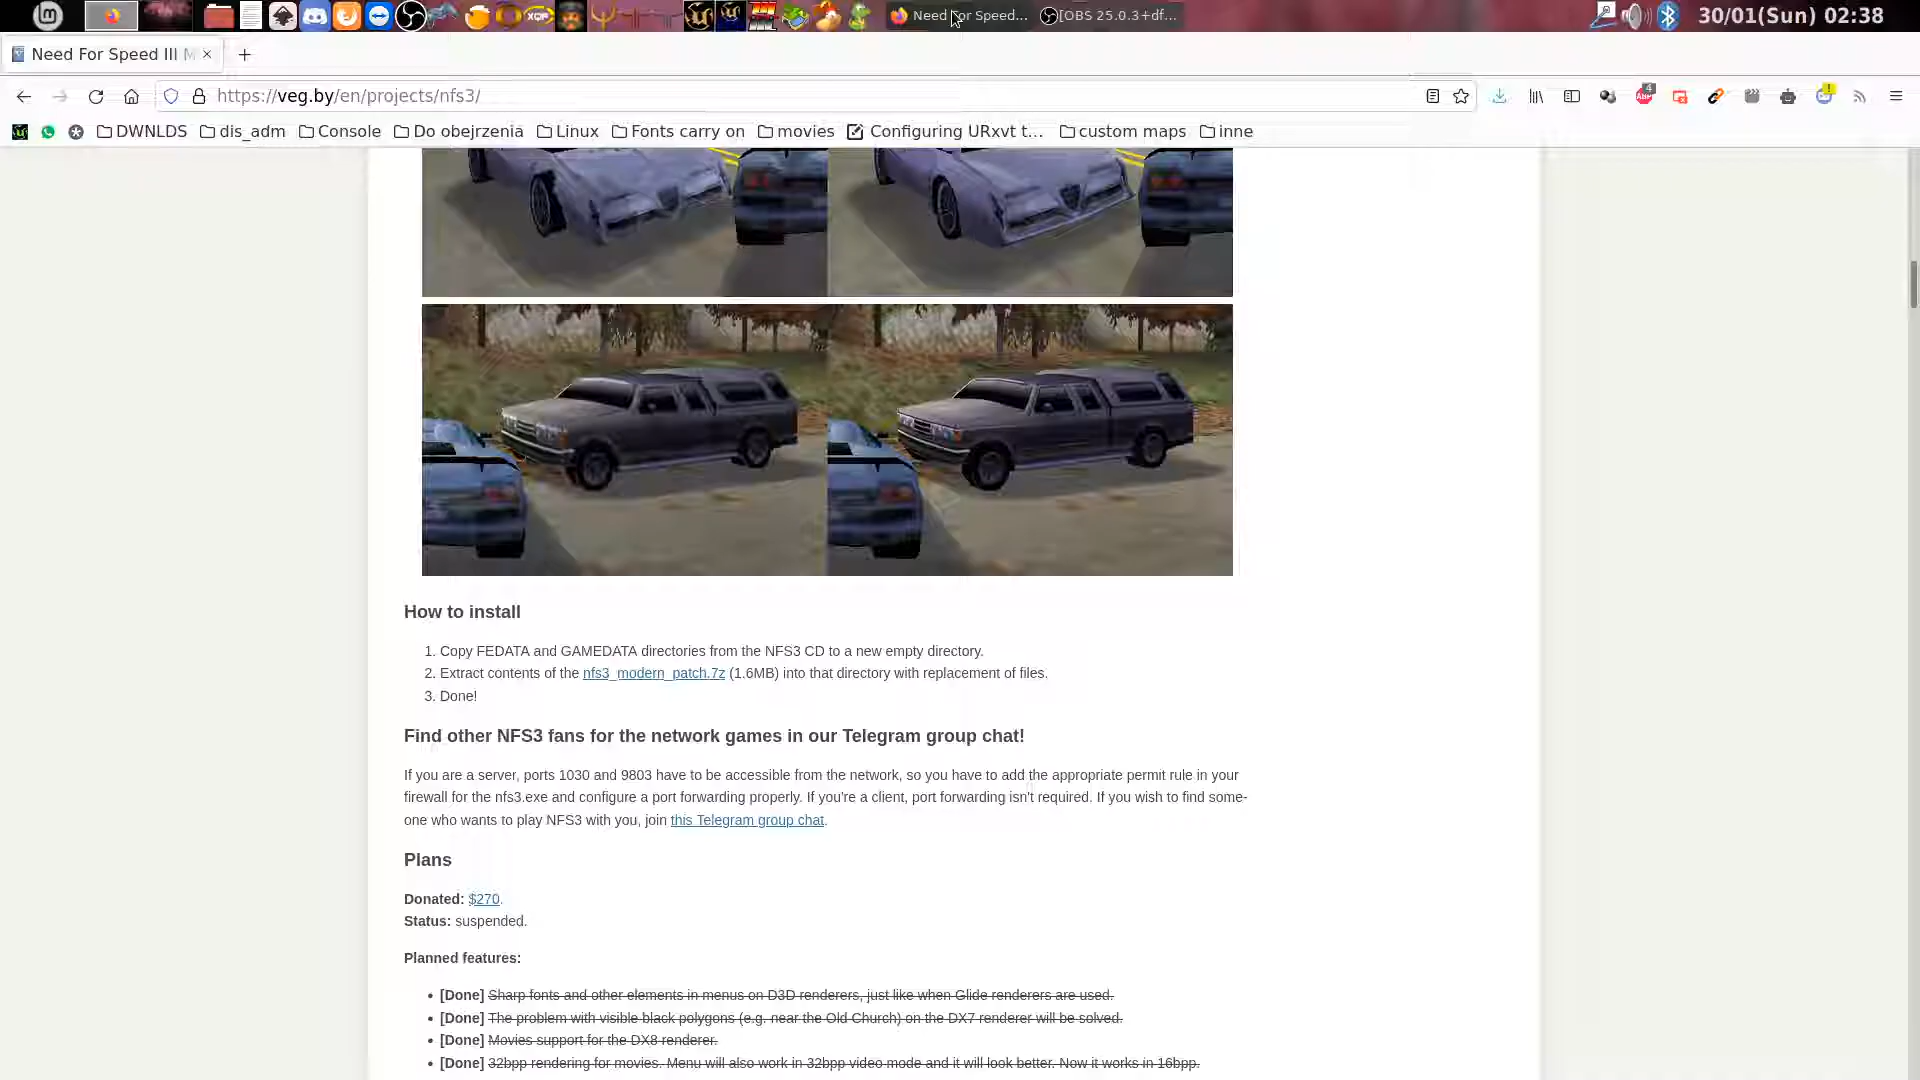 Need For Speed...
[OBS 25.0.3+df...
30/01(Sun) 02:38
Need For Speed III M
https://veg.by/en/projects/nfs3/
4
!
DWNLDS
dis_adm
Console
Do obejrzenia
Linux
Fonts carry on
movies
Configuring URxvt t...
custom maps
inne
How to install
1. Copy FEDATA and GAMEDATA directories from the NFS3 CD to a new empty directory.
2. Extract contents of the nfs3_modern_patch.7z (1.6MB) into that directory with replacement of files.
3. Done!
Find other NFS3 fans for the network games in our Telegram group chat!
If you are a server, ports 1030 and 9803 have to be accessible from the network, so you have to add the appropriate permit rule in your
firewall for the nfs3.exe and configure a port forwarding properly. If you're a client, port forwarding isn't required. If you wish to find some-
one who wants to play NFS3 with you, join this Telegram group chat.
Plans
Donated: $270.
Status: suspended.
Planned features:
• [Done] Sharp fonts and other elements in menus on D3D renderers, just like when Glide renderers are used.
• [Done] The problem with visible black polygons (e.g. near the Old Church) on the DX7 renderer will be solved.
• [Done] Movies support for the DX8 renderer.
• [Done] 32bpp rendering for movies. Menu will also work in 32bpp video mode and it will look better. Now it works in 16bpp.